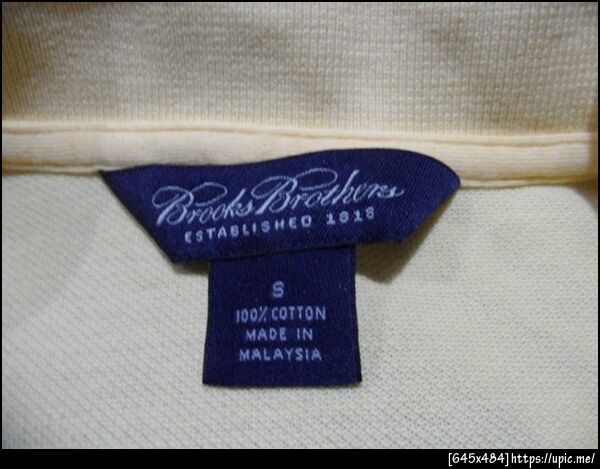 Brooks Brothers
ESTABLISHED 1818
S
100% COTTON
MADE IN
MALAYSIA
[645x484]https://upic.me/